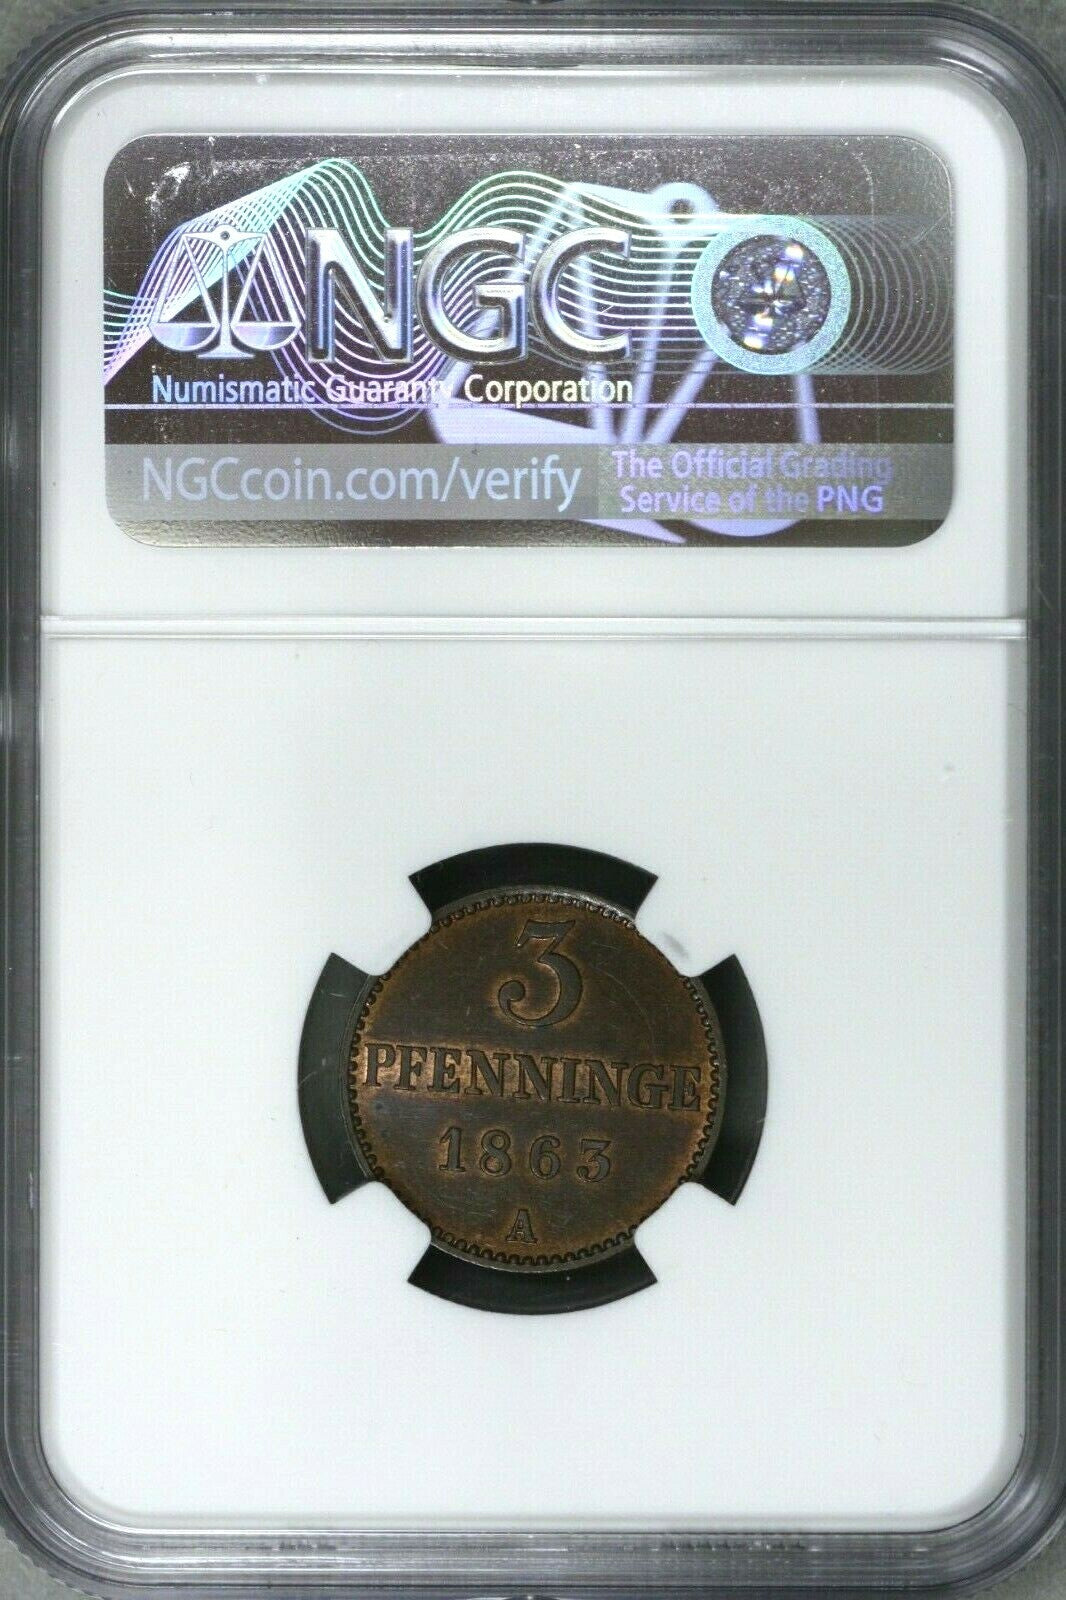 NGC
Numismatic Guaranty Corporation
NGCcoin.com/verify
The Official Grading
Service of the PNG
3
PFENNINGE
1863
A